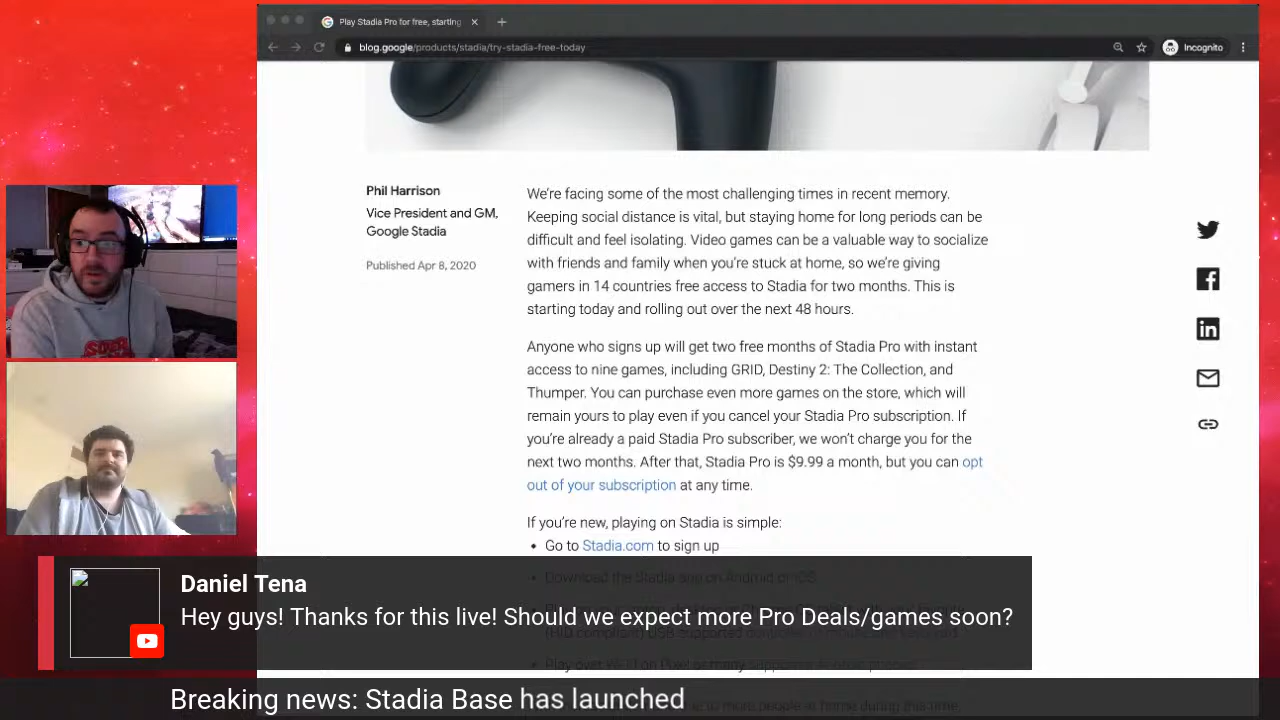 Play Stadia Pro for free, starting
blog.google/products/stadia/try-stadia-free-today
Incognito
Phil Harrison
Vice President and GM,
Google Stadia
Published Apr 8, 2020
We're facing some of the most challenging times in recent memory.
Keeping social distance is vital, but staying home for long periods can be
difficult and feel isolating. Video games can be a valuable way to socialize
with friends and family when you're stuck at home, so we're giving
gamers in 14 countries free access to Stadia for two months. This is
starting today and rolling out over the next 48 hours.
Anyone who signs up will get two free months of Stadia Pro with instant
access to nine games, including GRID, Destiny 2: The Collection, and
Thumper. You can purchase even more games on the store, which will
remain yours to play even if you cancel your Stadia Pro subscription. If
you're already a paid Stadia Pro subscriber, we won't charge you for the
next two months. After that, Stadia Pro is $9.99 a month, but you can opt
out of your subscription at any time.
If you're new, playing on Stadia is simple:
• Go to Stadia.com to sign up
• Download the Stadia app on Android or iOS
Daniel Tena
Hey guys! Thanks for this live! Should we expect more Pro Deals/games soon?
Breaking news: Stadia Base has launched